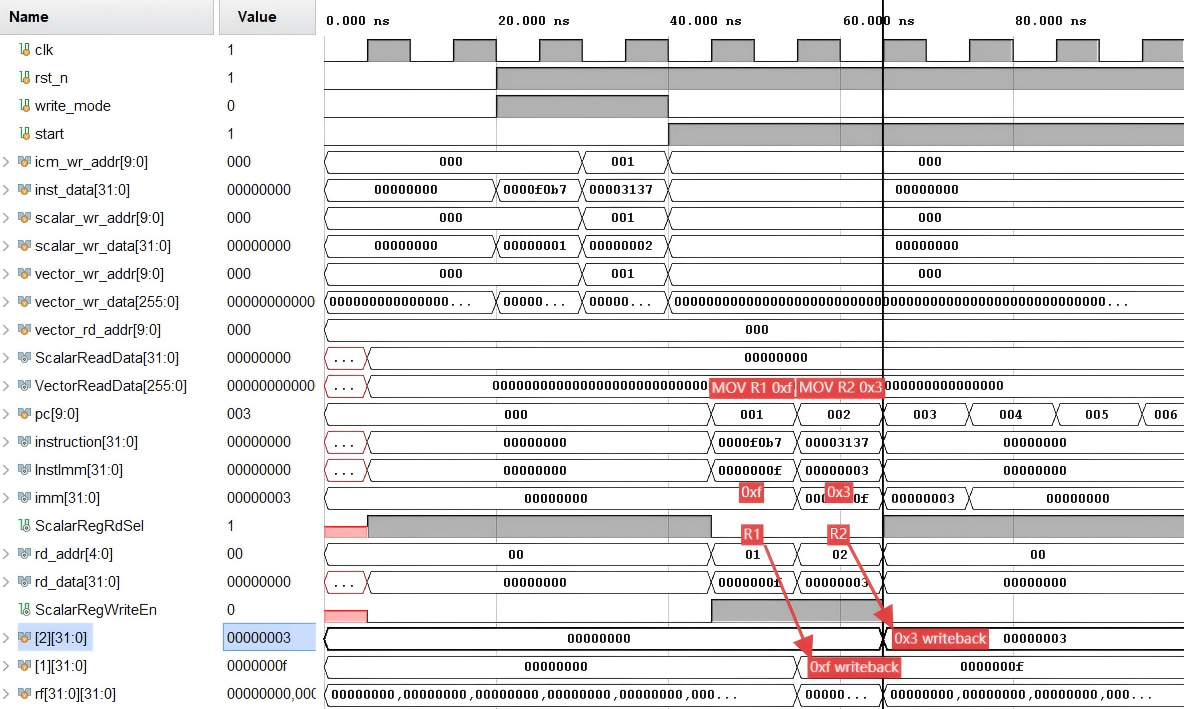 Name Value 0.000 ns 20.000 ns 40.000 ns 60.000 ns 80.000 ns
clk 1
rst_n 1
write_mode 0
start 1
icm_wr_addr[9:0] 000 000 001 000
inst_data[31:0] 00000000 00000000 0000f0b7 00003137 00000000
scalar_wr_addr[9:0] 000 000 001 000
scalar_wr_data[31:0] 00000000 00000000 00000001 00000002 00000000
vector_wr_addr[9:0] 000 000 001 000
vector_wr_data[255:0] 00000000000 000000000000000... 00000... 00000... 
vector_rd_addr[9:0] 000 000
ScalarReadData[31:0] 00000000 ... 00000000
VectorReadData[255:0] 00000000000 ... MOV R1 0xf MOV R2 0x3
pc[9:0] 003 000 001 002 003 004 005 006
instruction[31:0] 00000000 ... 00000000 0000f0b7 00003137 00000000
InstImm[31:0] 00000000 ... 00000000 0000000f 00000003 00000000
imm[31:0] 00000003 00000000 0xf 0x3 00000003 00000000
ScalarRegRdSel 1
R1 R2
rd_addr[4:0] 00 00 01 02 00
rd_data[31:0] 00000000 ... 00000000 0000000f 00000003 00000000
ScalarRegWriteEn 0
[2][31:0] 00000003 00000000 0x3 writeback 00000003
[1][31:0] 0000000f 00000000 0xf writeback 0000000f
rf[31:0][31:0] 00000000,00( 00000000,00000000,00000000,00000000,00000000,000... 00000... 00000000,00000000,00000000,000...